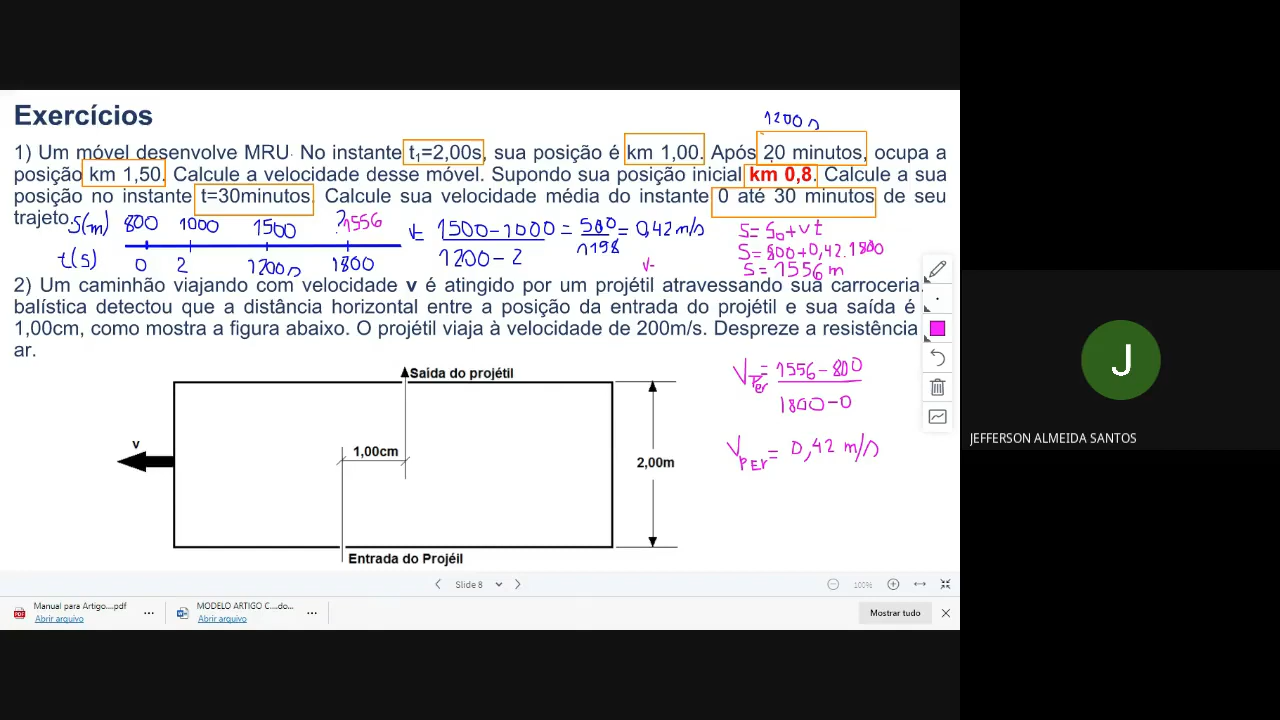 Exercícios
1200 s
1) Um móvel desenvolve MRU. No instante t₁=2,00s, sua posição é km 1,00. Após 20 minutos, ocupa a
posição km 1,50. Calcule a velocidade desse móvel. Supondo sua posição inicial km 0,8. Calcule a sua
posição no instante t=30minutos. Calcule sua velocidade média do instante 0 até 30 minutos de seu
trajeto.
S(m) 800 1000 1500 ? 1556
t(s) 0 2 1200s 1800
V= 1500-1000 = 500 = 0,42 m/s
1200-2 1198
V-
S= S₀+vt
S= 800+0,42.1800
S= 1556 m
2) Um caminhão viajando com velocidade v é atingido por um projétil atravessando sua carroceria.
balística detectou que a distância horizontal entre a posição da entrada do projétil e sua saída é
1,00cm, como mostra a figura abaixo. O projétil viaja à velocidade de 200m/s. Despreze a resistência
ar.
Saída do projétil
v
1,00cm
2,00m
Entrada do Projéil
VPer= 1556-800
1800-0
VPER= 0,42 m/s
Slide 8
100%
Manual para Artigo....pdf
Abrir arquivo
MODELO ARTIGO C....do...
Abrir arquivo
Mostrar tudo
J
JEFFERSON ALMEIDA SANTOS